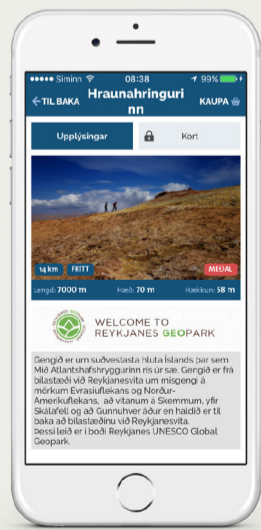 Siminn 08:38 99%
TIL BAKA Hraunahringuri KAUPA
nn
Upplýsingar Kort
14 km FRÍTT MEÐAL
Lengd: 7000 m Hæð: 70 m Hækkun: 58 m
WELCOME TO
REYKJANES GEOPARK
Gengið er um suðvestasta hluta Íslands þar sem
Mið Atlantshafshryggurinn rís úr sæ. Gengið er frá
bílastæði við Reykjanesvita um misgengi á
mörkum Evrasíuflekans og Norður-
Ameríkuflekans, að vitanum á Skemmum, yfir
Skálafell og að Gunnuhver áður en haldið er til
baka að bílastæðinu við Reykjanesvita.
Þessi leið er í boði Reykjanes UNESCO Global
Geopark.